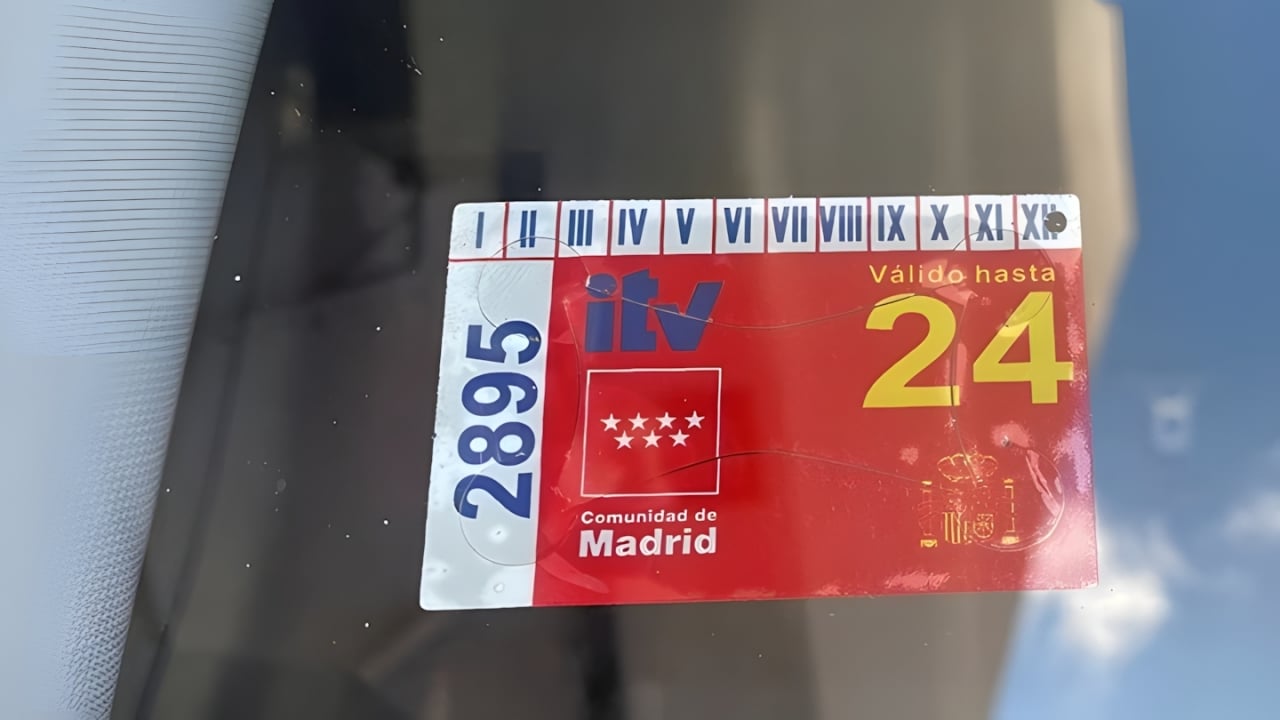 I II III IV V VI VII VIII IX X XI XII
itv
Válido hasta
24
2895
Comunidad de
Madrid